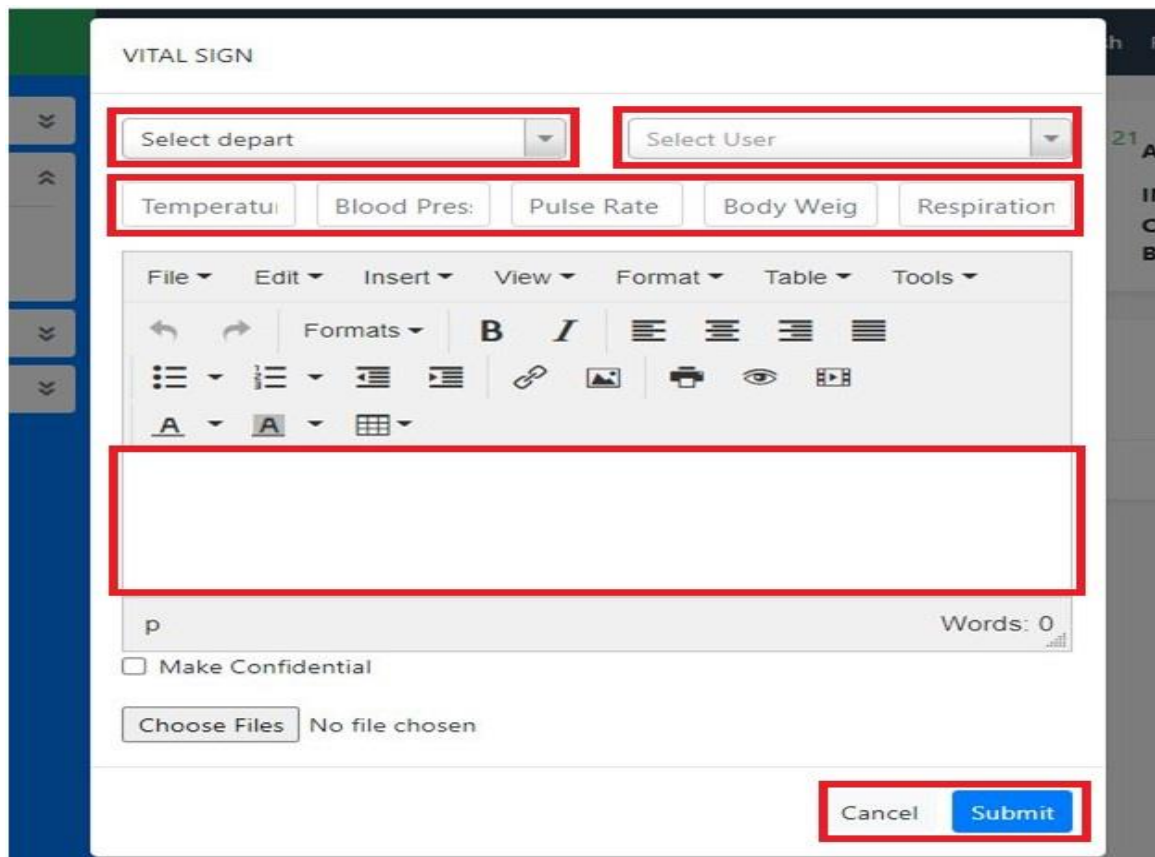 VITAL SIGN
h
Select depart Select User
21
A
Temperatu Blood Pres: Pulse Rate Body Weig Respiration
B
File Edit Insert View Format Table Tools
Formats B I
A A
p Words: 0
Make Confidential
Choose Files No file chosen
Cancel Submit